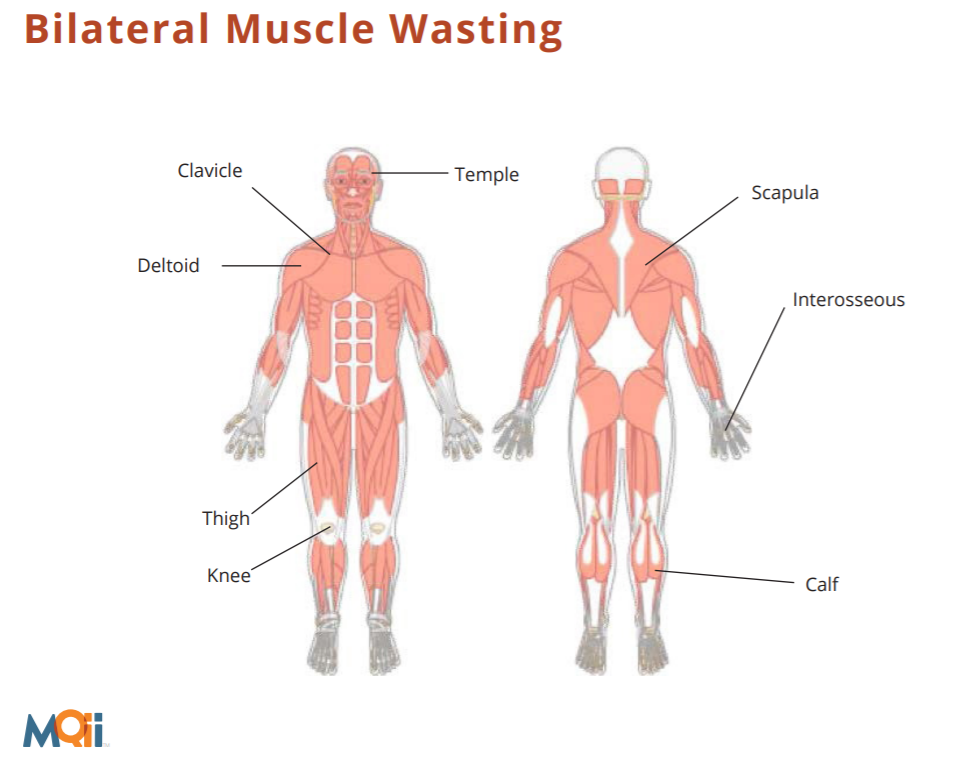 Bilateral Muscle Wasting
Clavicle
Temple
Scapula
Deltoid
Interosseous
Thigh
Knee
Calf
MQii